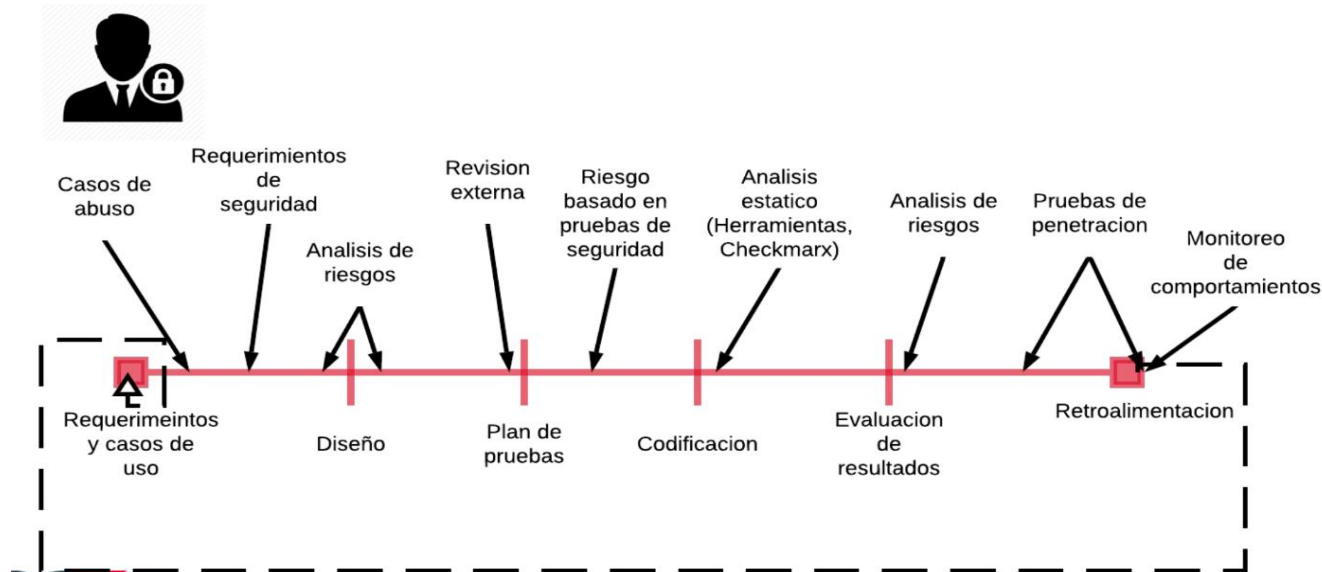 Casos de
abuso
Requerimientos
de
seguridad
Analisis de
riesgos
Revision
externa
Riesgo
basado en
pruebas de
seguridad
Analisis
estatico
(Herramientas,
Checkmarx)
Analisis de
riesgos
Pruebas de
penetracion
Monitoreo
de
comportamientos
Requerimeintos
y casos de
uso
Diseño
Plan de
pruebas
Codificacion
Evaluacion
de
resultados
Retroalimentacion